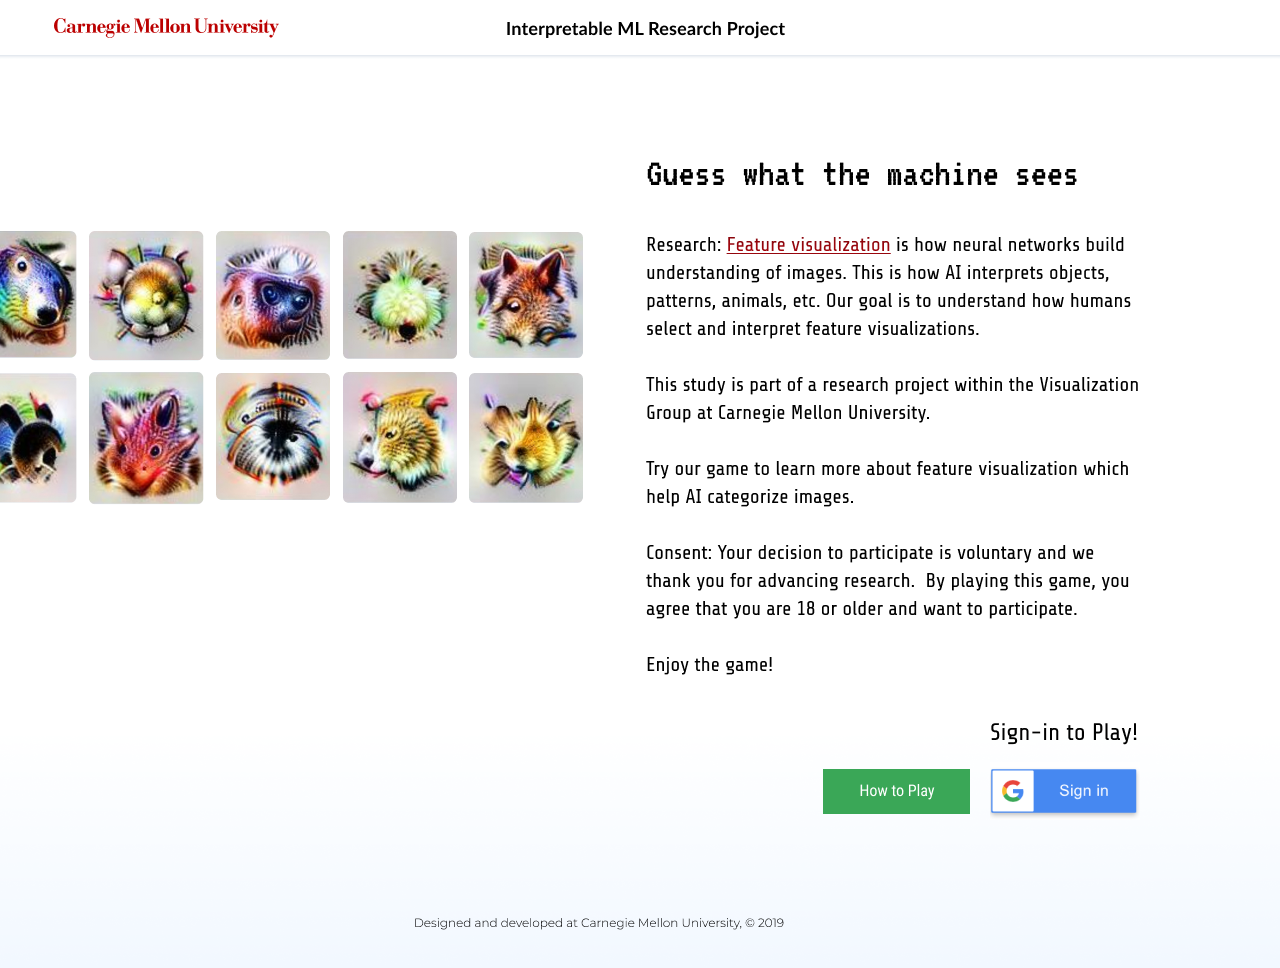 Carnegie Mellon University
Interpretable ML Research Project
Guess what the machine sees
Research: Feature visualization is how neural networks build
understanding of images. This is how AI interprets objects,
patterns, animals, etc. Our goal is to understand how humans
select and interpret feature visualizations.
This study is part of a research project within the Visualization
Group at Carnegie Mellon University.
Try our game to learn more about feature visualization which
help AI categorize images.
Consent: Your decision to participate is voluntary and we
thank you for advancing research.  By playing this game, you
agree that you are 18 or older and want to participate.
Enjoy the game!
Sign-in to Play!
How to Play
Sign in
Designed and developed at Carnegie Mellon University, © 2019